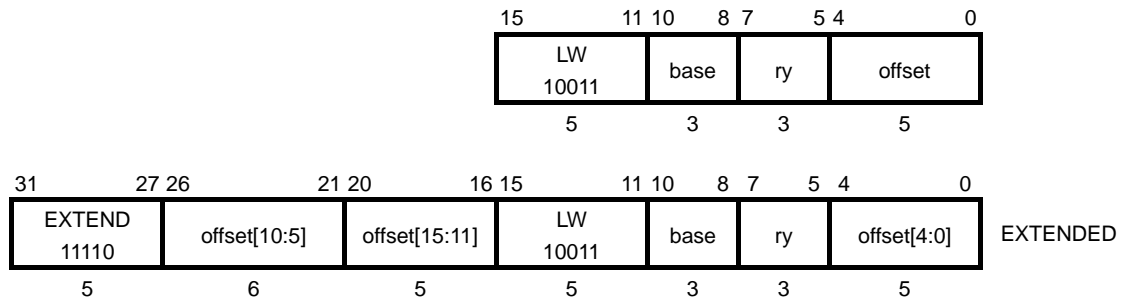 15 11 10 8 7 5 4 0
LW base ry offset
10011
5 3 3 5
31 27 26 21 20 16 15 11 10 8 7 5 4 0
EXTEND offset[10:5] offset[15:11] LW base ry offset[4:0] EXTENDED
11110 10011
5 6 5 5 3 3 5